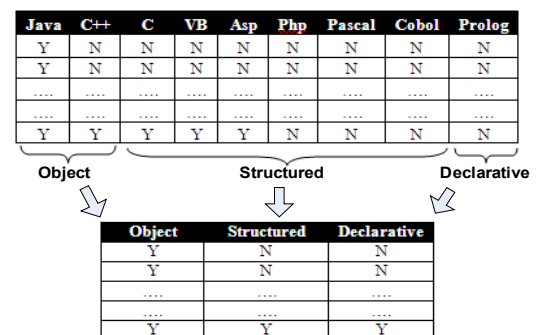 Java C++ C VB Asp Php Pascal Cobol Prolog
Y N N N N N N N N
Y N N N N N N N N
.... .... .... .... .... .... .... .... ....
.... .... .... .... .... .... .... .... ....
Y Y Y Y Y N N N N
Object Structured Declarative
Object Structured Declarative
Y N N
Y N N
.... .... ....
.... .... ....
Y Y Y